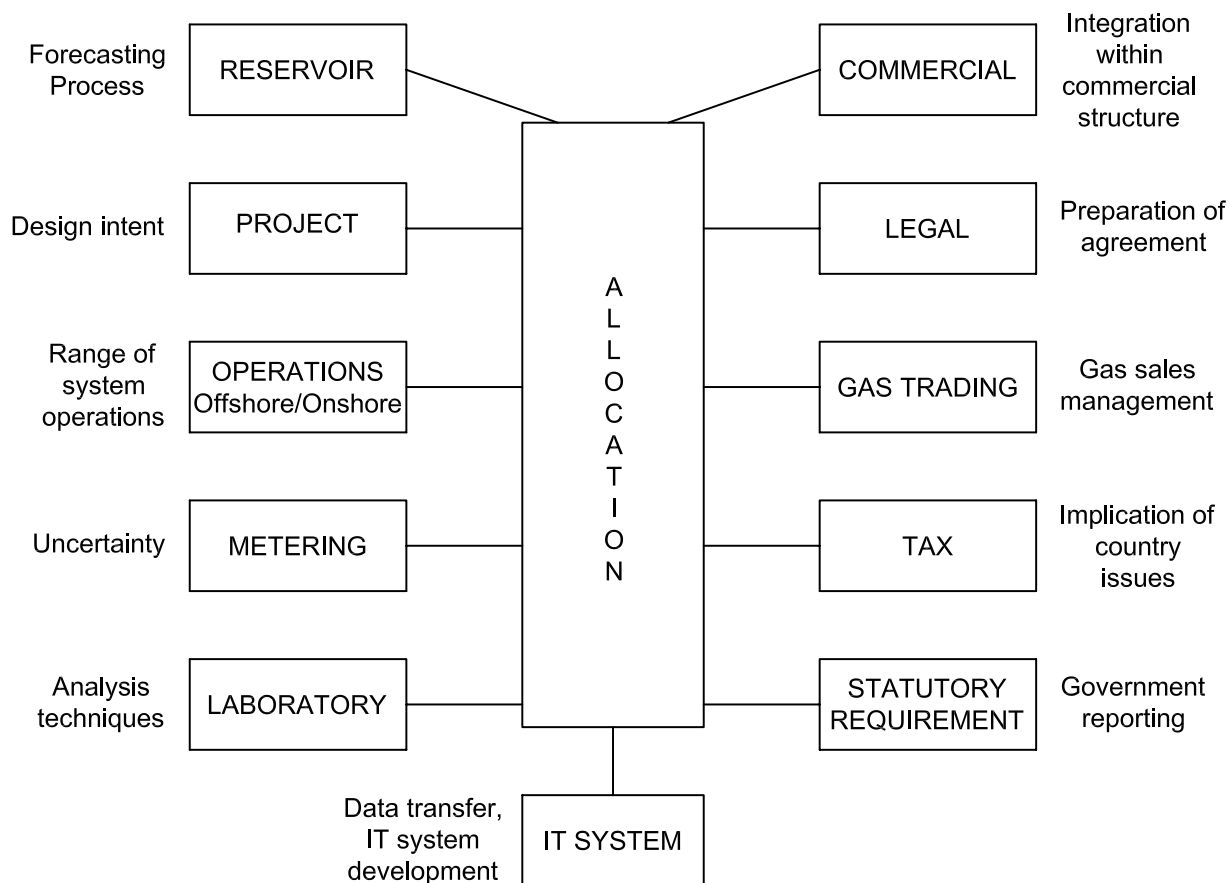 Forecasting
Process
RESERVOIR
COMMERCIAL
Integration
within
commercial
structure
Design intent
PROJECT
LEGAL
Preparation of
agreement
A
L
L
O
C
A
T
I
O
N
Range of
system
operations
OPERATIONS
Offshore/Onshore
GAS TRADING
Gas sales
management
Uncertainty
METERING
TAX
Implication of
country
issues
Analysis
techniques
LABORATORY
STATUTORY
REQUIREMENT
Government
reporting
Data transfer,
IT system
development
IT SYSTEM